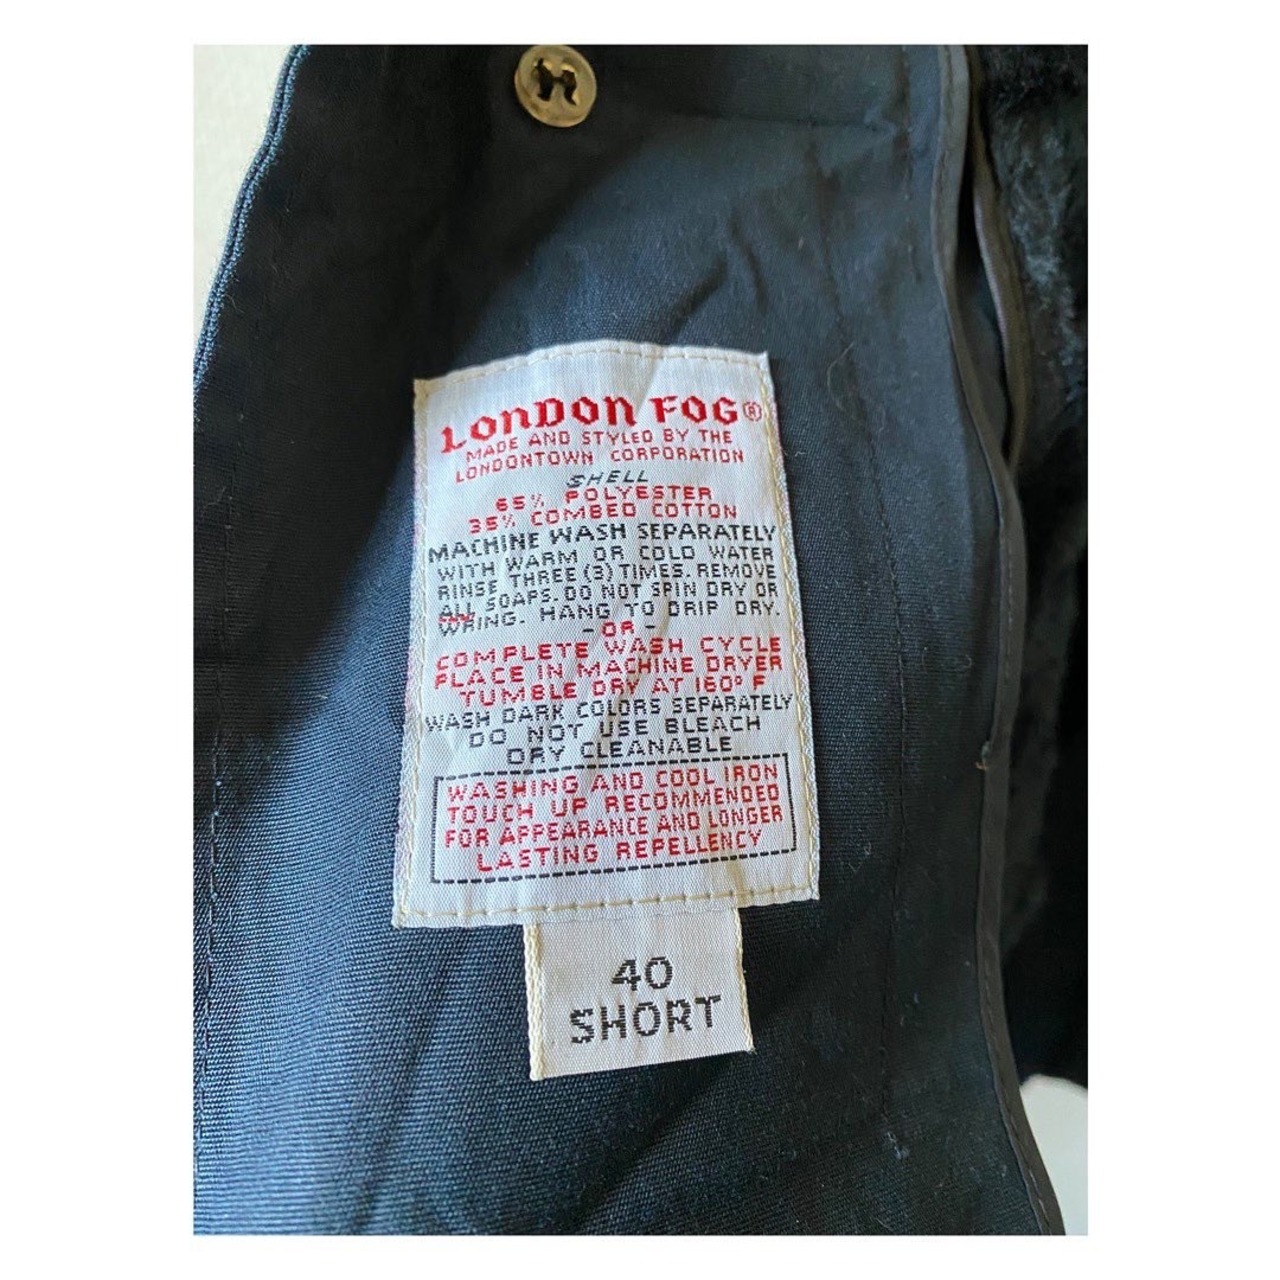 LONDON FOG®
MADE AND STYLED BY THE
LONDONTOWN CORPORATION
SHELL
65% POLYESTER
35% COMBED COTTON
MACHINE WASH SEPARATELY
WITH WARM OR COLD WATER
RINSE THREE (3) TIMES. REMOVE
ALL SOAPS. DO NOT SPIN DRY OR
WRING. HANG TO DRIP DRY.
- OR -
COMPLETE WASH CYCLE
PLACE IN MACHINE DRYER
TUMBLE DRY AT 160° F
WASH DARK COLORS SEPARATELY
DO NOT USE BLEACH
DRY CLEANABLE
WASHING AND COOL IRON
TOUCH UP RECOMMENDED
FOR APPEARANCE AND LONGER
LASTING REPELLENCY
40
SHORT